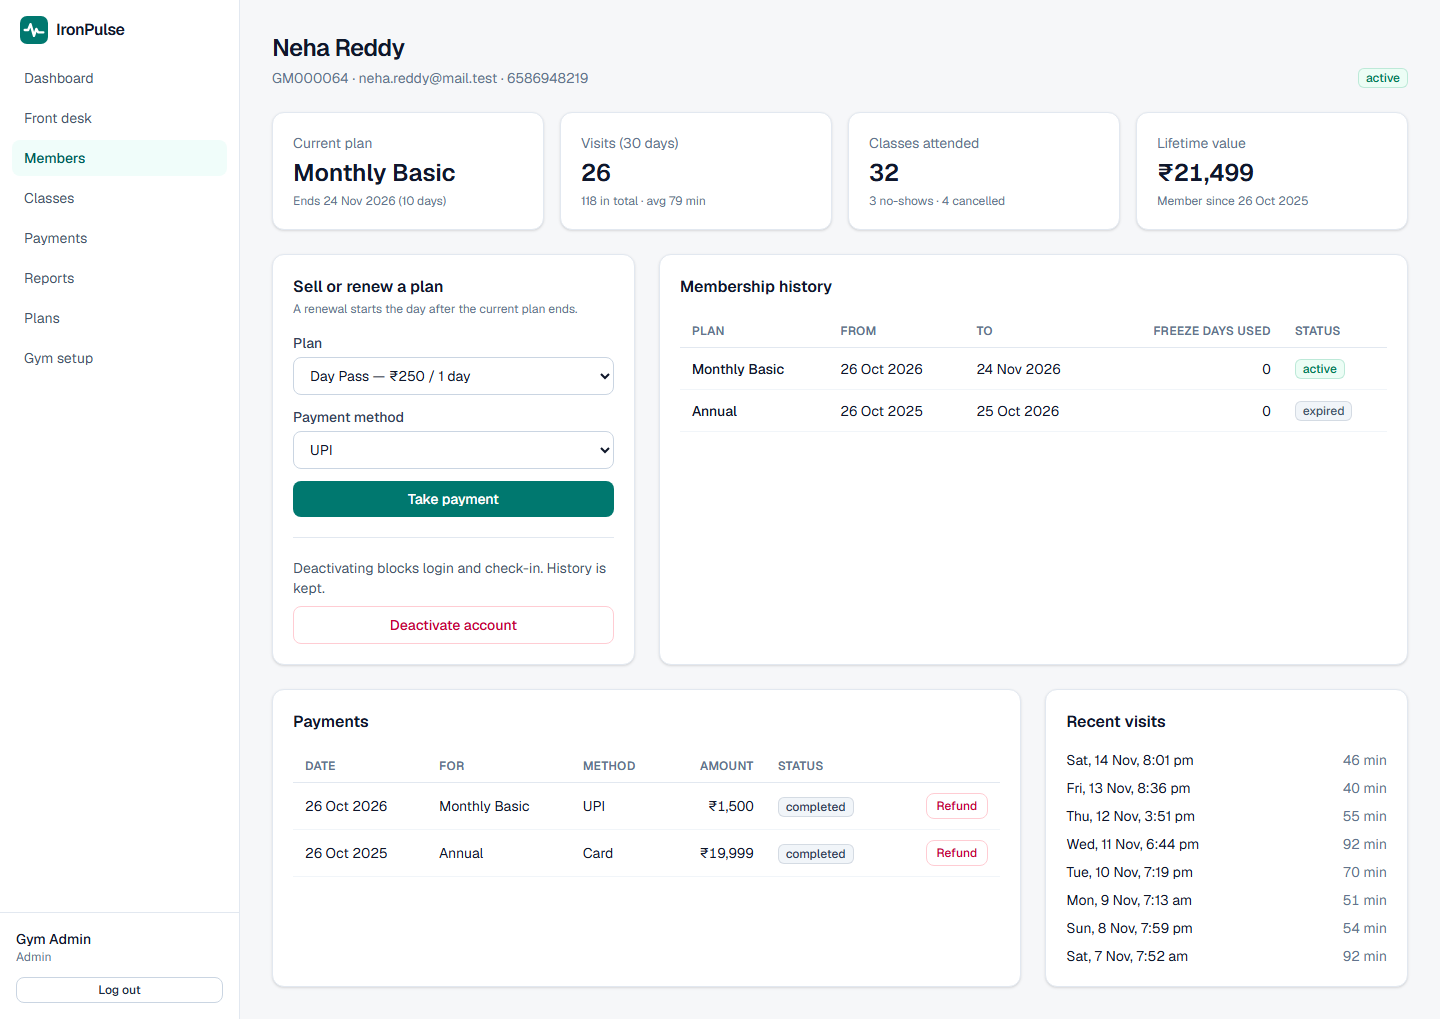 IronPulse
Dashboard
Front desk
Members
Classes
Payments
Reports
Plans
Gym setup
Gym Admin
Admin
Log out
Neha Reddy
GM000064 · neha.reddy@mail.test · 6586948219
active
Current plan
Monthly Basic
Ends 24 Nov 2026 (10 days)
Visits (30 days)
26
118 in total · avg 79 min
Classes attended
32
3 no-shows · 4 cancelled
Lifetime value
₹21,499
Member since 26 Oct 2025
Sell or renew a plan
A renewal starts the day after the current plan ends.
Plan
Day Pass — ₹250 / 1 day
Payment method
UPI
Take payment
Deactivating blocks login and check-in. History is
kept.
Deactivate account
Membership history
PLAN FROM TO FREEZE DAYS USED STATUS
Monthly Basic 26 Oct 2026 24 Nov 2026 0 active
Annual 26 Oct 2025 25 Oct 2026 0 expired
Payments
DATE FOR METHOD AMOUNT STATUS
26 Oct 2026 Monthly Basic UPI ₹1,500 completed Refund
26 Oct 2025 Annual Card ₹19,999 completed Refund
Recent visits
Sat, 14 Nov, 8:01 pm 46 min
Fri, 13 Nov, 8:36 pm 40 min
Thu, 12 Nov, 3:51 pm 55 min
Wed, 11 Nov, 6:44 pm 92 min
Tue, 10 Nov, 7:19 pm 70 min
Mon, 9 Nov, 7:13 am 51 min
Sun, 8 Nov, 7:59 pm 54 min
Sat, 7 Nov, 7:52 am 92 min